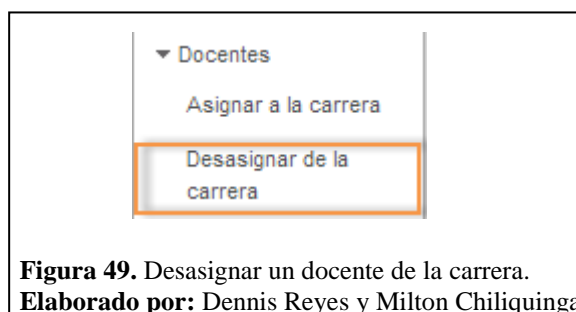 Docentes
Asignar a la carrera
Desasignar de la
carrera
Figura 49. Desasignar un docente de la carrera.
Elaborado por: Dennis Reyes y Milton Chiliquinga